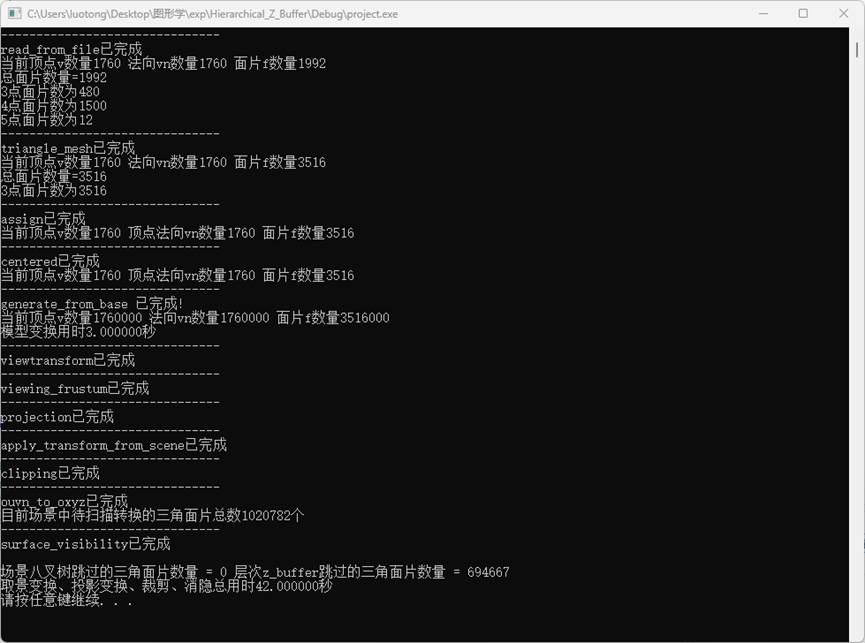 C:\Users\luotong\Desktop\图形学\exp\Hierarchical_Z_Buffer\Debug\project.exe
-------------------------------
read_from_file已完成
当前顶点v数量1760 法向vn数量1760 面片f数量1992
总面片数量=1992
3点面片数为480
4点面片数为1500
5点面片数为12
-------------------------------
triangle_mesh已完成
当前顶点v数量1760 法向vn数量1760 面片f数量3516
总面片数量=3516
3点面片数为3516
-------------------------------
assign已完成
当前顶点v数量1760 顶点法向vn数量1760 面片f数量3516
-------------------------------
centered已完成
当前顶点v数量1760 顶点法向vn数量1760 面片f数量3516
-------------------------------
generate_from_base 已完成!
当前顶点v数量1760000 法向vn数量1760000 面片f数量3516000
模型变换用时3.000000秒
-------------------------------
viewtransform已完成
-------------------------------
viewing_frustum已完成
-------------------------------
projection已完成
-------------------------------
apply_transform_from_scene已完成
-------------------------------
clipping已完成
-------------------------------
ouvn_to_oxyz已完成
目前场景中待扫描转换的三角面片总数1020782个
-------------------------------
surface_visibility已完成
场景八叉树跳过的三角面片数量 = 0 层次z_buffer跳过的三角面片数量 = 694667
取景变换、投影变换、裁剪、消隐总用时42.000000秒
请按任意键继续. . .